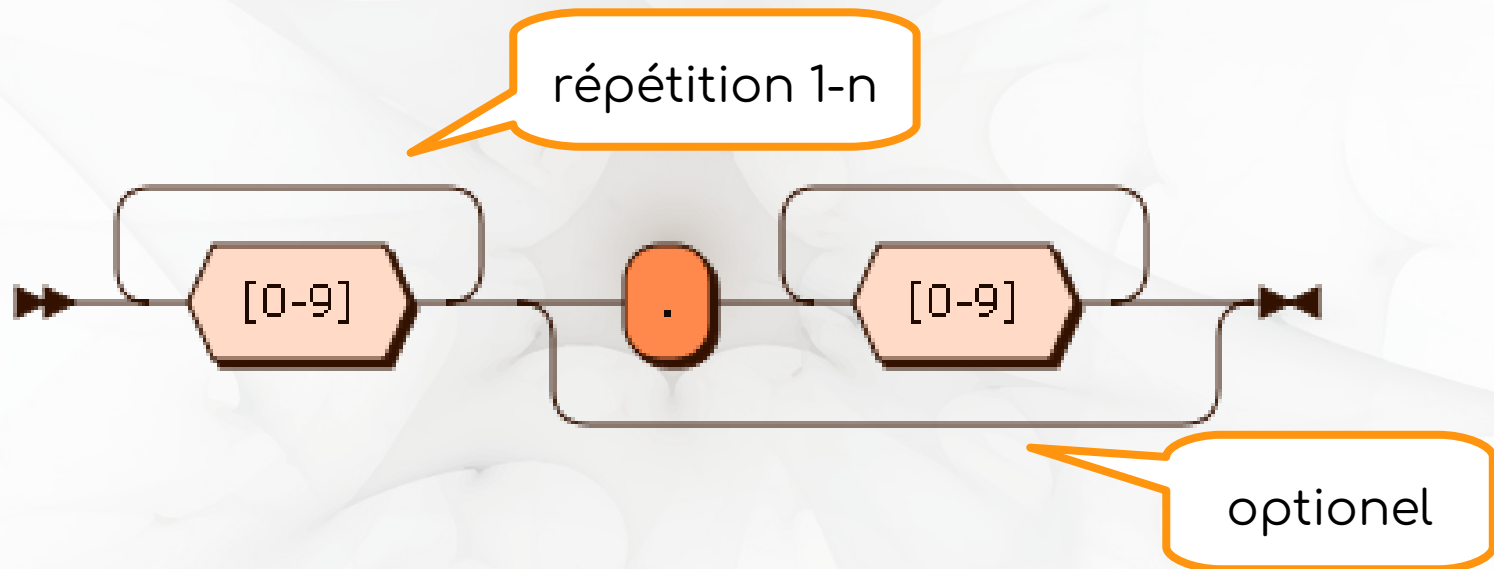 répétition 1-n
[0-9] . [0-9]
optionel